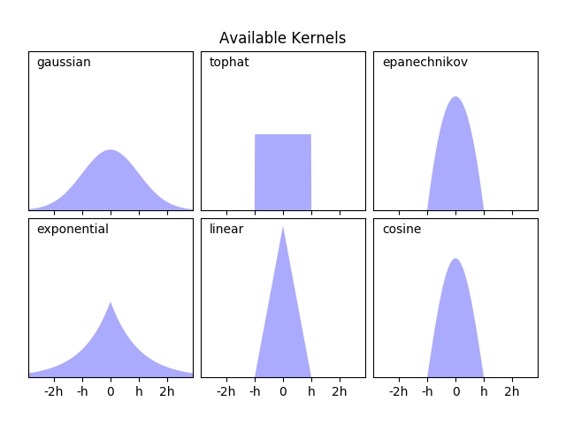 Available Kernels
gaussian
tophat
epanechnikov
exponential
linear
cosine
-2h -h 0 h 2h
-2h -h 0 h 2h
-2h -h 0 h 2h